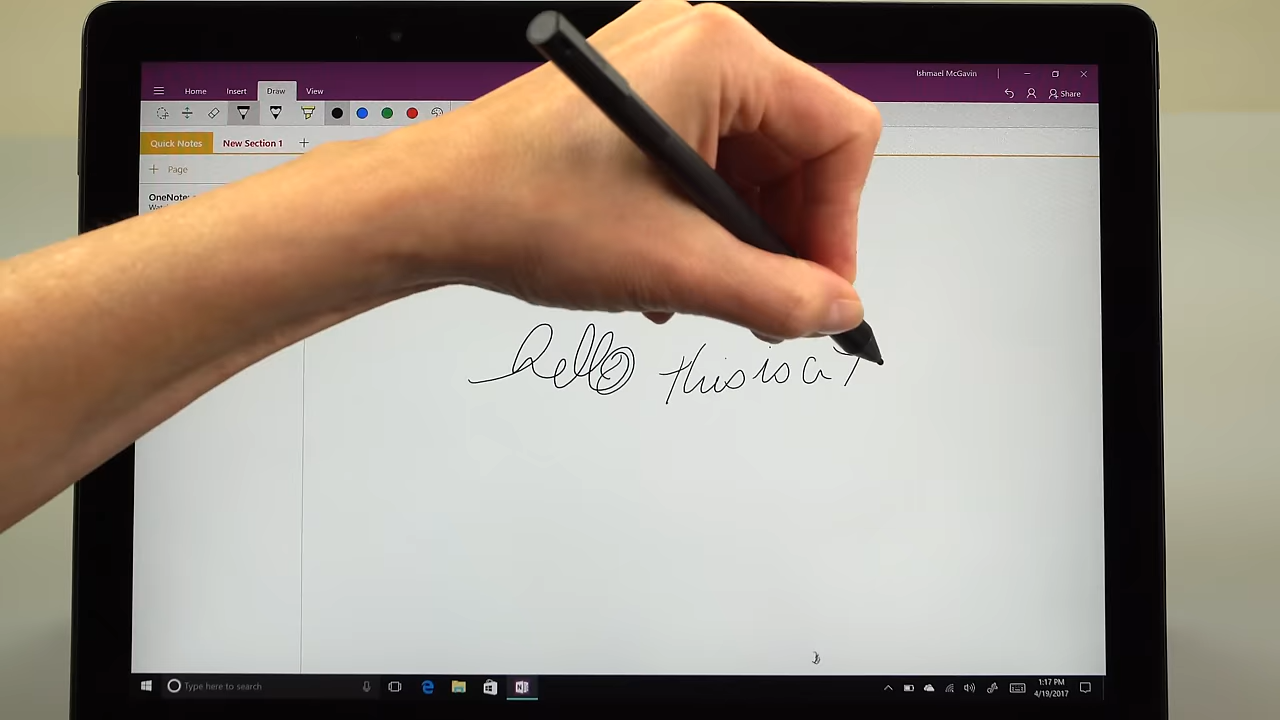 Ishmael McGavin
Home Insert Draw View
Share
Quick Notes New Section 1 +
+ Page
OneNote:
hello this is a t
Type here to search
1:17 PM
4/19/2017